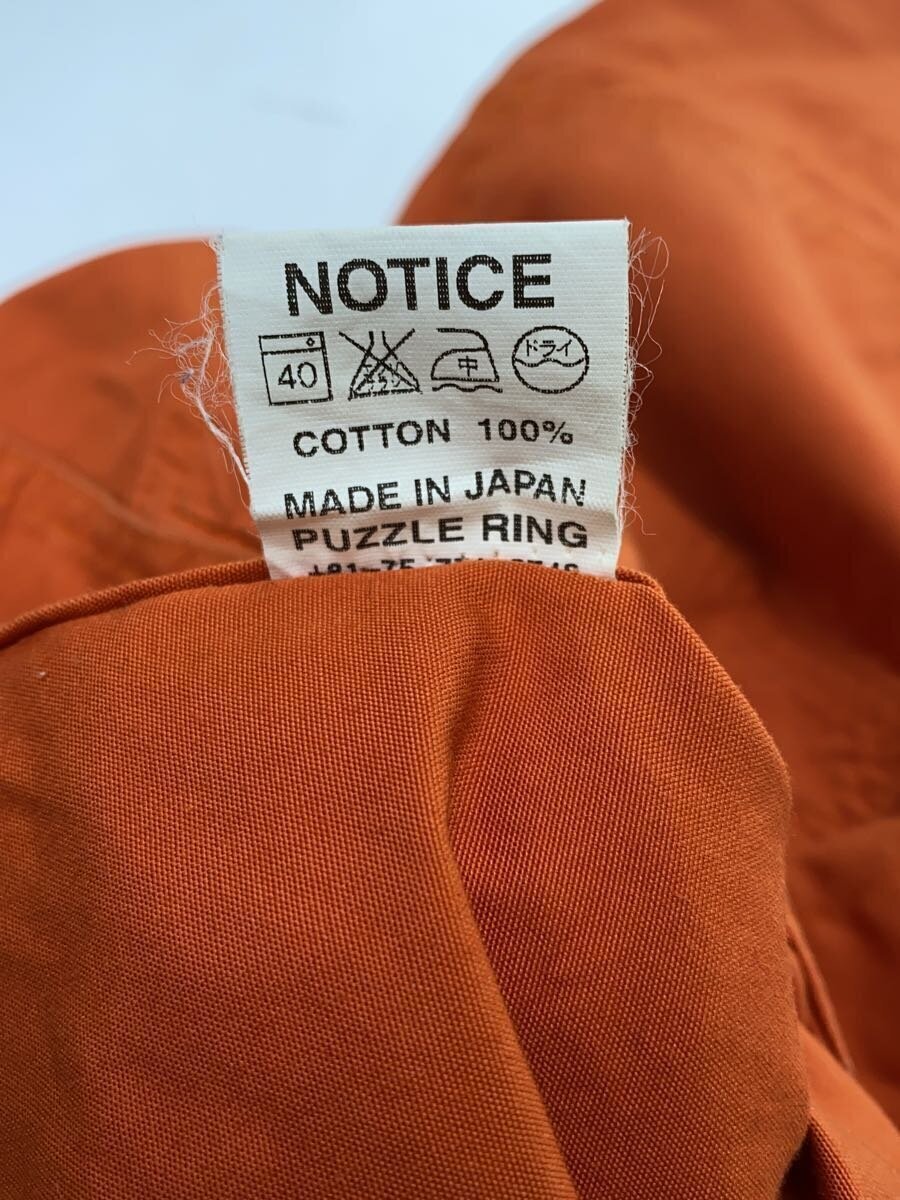 NOTICE
40 中 ドライ
COTTON 100%
MADE IN JAPAN
PUZZLE RING